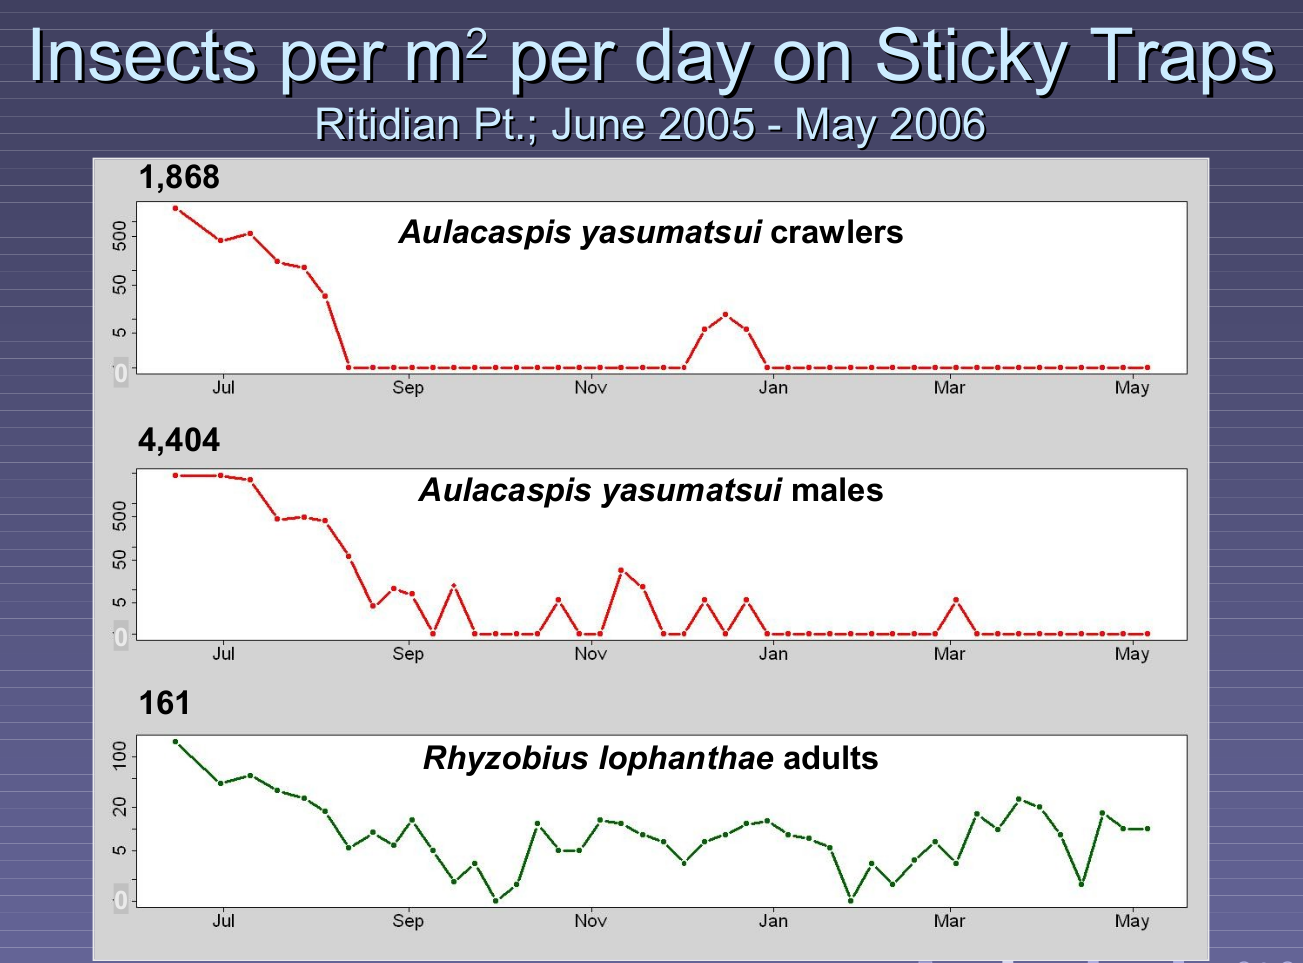 Insects per m² per day on Sticky Traps
Ritidian Pt.; June 2005 - May 2006
1,868
Aulacaspis yasumatsui crawlers
500
50
5
0
Jul Sep Nov Jan Mar May
4,404
Aulacaspis yasumatsui males
500
50
5
0
Jul Sep Nov Jan Mar May
161
Rhyzobius lophanthae adults
100
20
5
0
Jul Sep Nov Jan Mar May